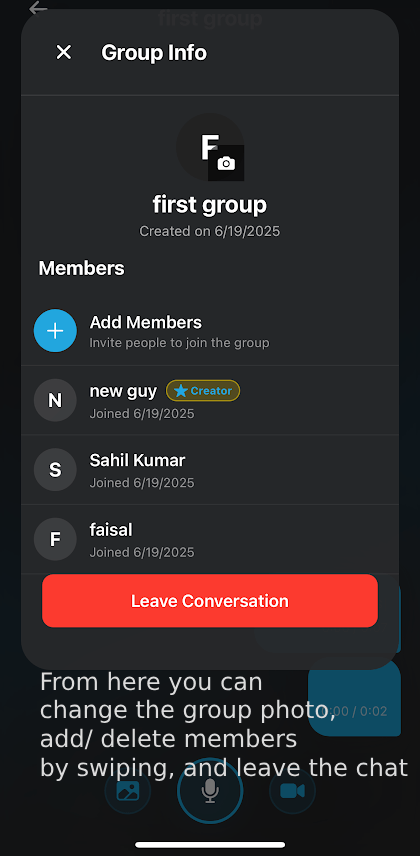 first group
Group Info
F
first group
Created on 6/19/2025
Members
Add Members
Invite people to join the group
N
new guy
Creator
Joined 6/19/2025
S
Sahil Kumar
Joined 6/19/2025
F
faisal
Joined 6/19/2025
Leave Conversation
From here you can
change the group photo,
:00 / 0:02
add/ delete members
by swiping, and leave the chat